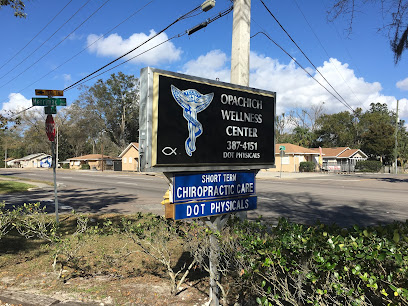 OPACHICH
WELLNESS
CENTER
387-4151
DOT PHYSICALS
SHORT TERM
CHIROPRACTIC CARE
DOT PHYSICALS